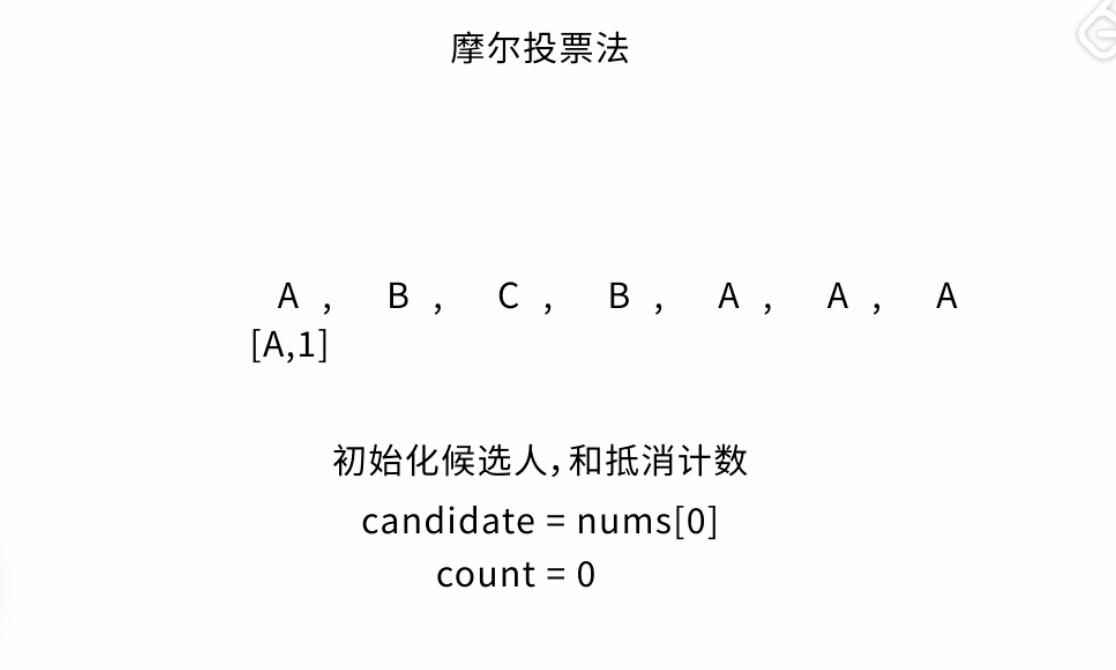 摩尔投票法
A , B , C , B , A , A , A
[A,1]
初始化候选人,和抵消计数
candidate = nums[0]
count = 0